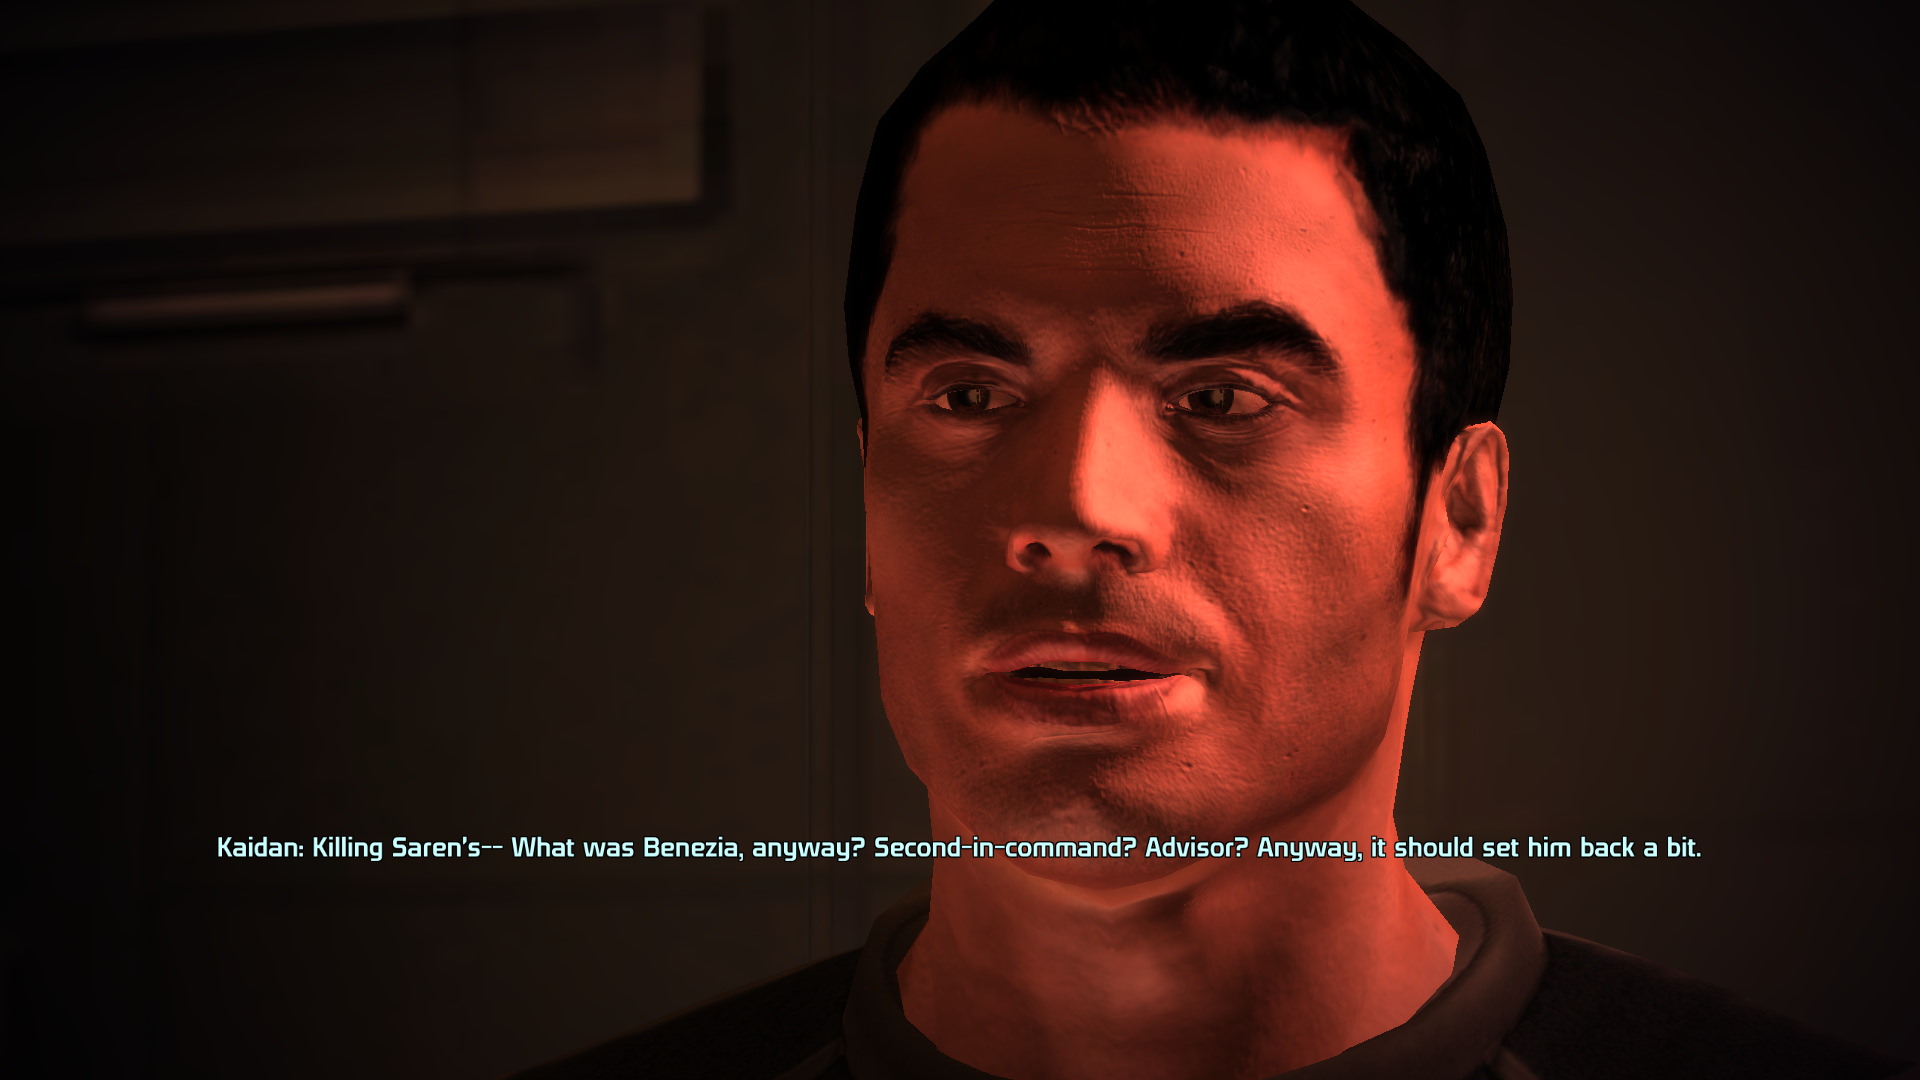 Kaidan: Killing Saren's-- What was Benezia, anyway? Second-in-command? Advisor? Anyway, it should set him back a bit.